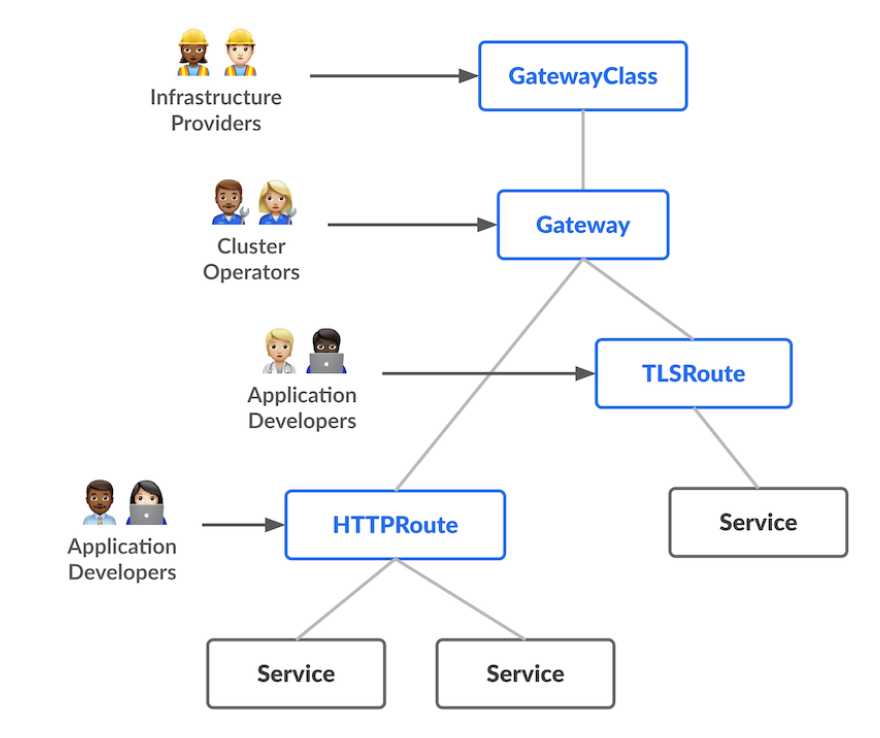 GatewayClass
Infrastructure
Providers
Gateway
Cluster
Operators
TLSRoute
Application
Developers
HTTPRoute
Service
Application
Developers
Service
Service